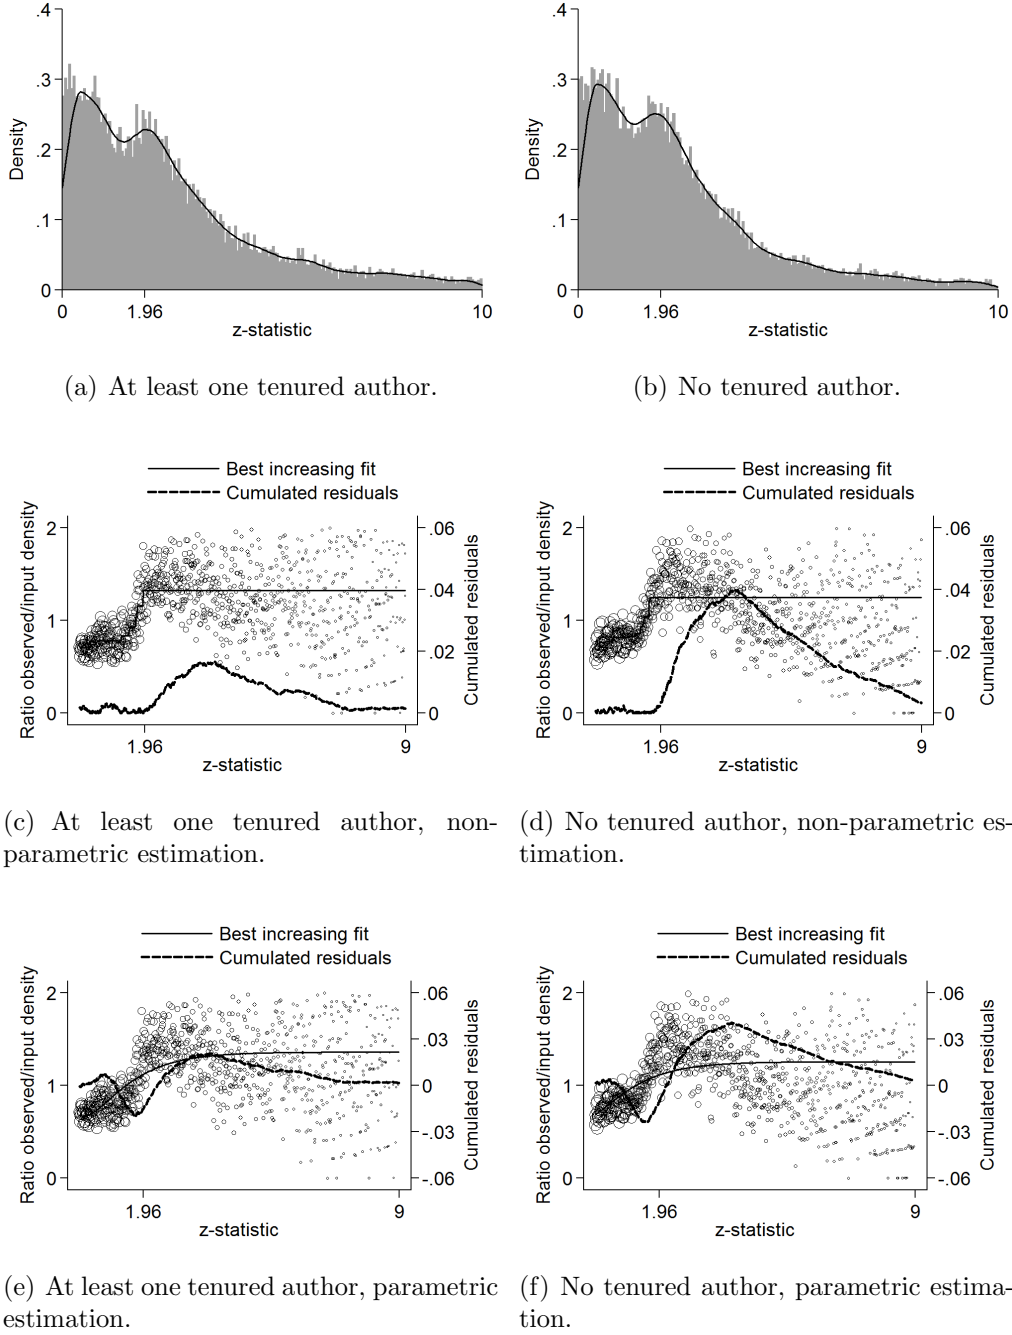 .4
.3
.2
.1
0
Density
0
1.96
10
z-statistic
(a) At least one tenured author.
.4
.3
.2
.1
0
Density
0
1.96
10
z-statistic
(b) No tenured author.
Best increasing fit
Cumulated residuals
2
1
0
Ratio observed/input density
.06
.04
.02
0
Cumulated residuals
1.96
9
z-statistic
(c) At least one tenured author, non-
parametric estimation.
Best increasing fit
Cumulated residuals
2
1
0
Ratio observed/input density
.06
.04
.02
0
Cumulated residuals
1.96
9
z-statistic
(d) No tenured author, non-parametric es-
timation.
Best increasing fit
Cumulated residuals
2
1
0
Ratio observed/input density
.06
.03
0
-.03
-.06
Cumulated residuals
1.96
9
z-statistic
(e) At least one tenured author, parametric
estimation.
Best increasing fit
Cumulated residuals
2
1
0
Ratio observed/input density
.06
.03
0
-.03
-.06
Cumulated residuals
1.96
9
z-statistic
(f) No tenured author, parametric estima-
tion.